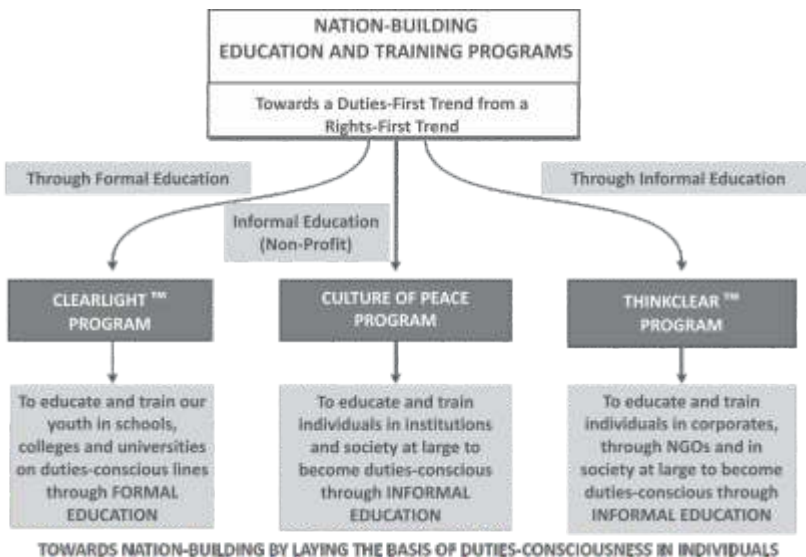 NATION-BUILDING
EDUCATION AND TRAINING PROGRAMS
Towards a Duties-First Trend from a
Rights-First Trend
Through Formal Education
Informal Education
(Non-Profit)
Through Informal Education
CLEARLIGHT ™
PROGRAM
CULTURE OF PEACE
PROGRAM
THINKCLEAR ™
PROGRAM
To educate and train our
youth in schools,
colleges and universities
on duties-conscious lines
through FORMAL
EDUCATION
To educate and train
individuals in institutions
and society at large to
become duties-conscious
through INFORMAL
EDUCATION
To educate and train
individuals in corporates,
through NGOs and in
society at large to become
duties-conscious through
INFORMAL EDUCATION
TOWARDS NATION-BUILDING BY LAYING THE BASIS OF DUTIES-CONSCIOUSNESS IN INDIVIDUALS